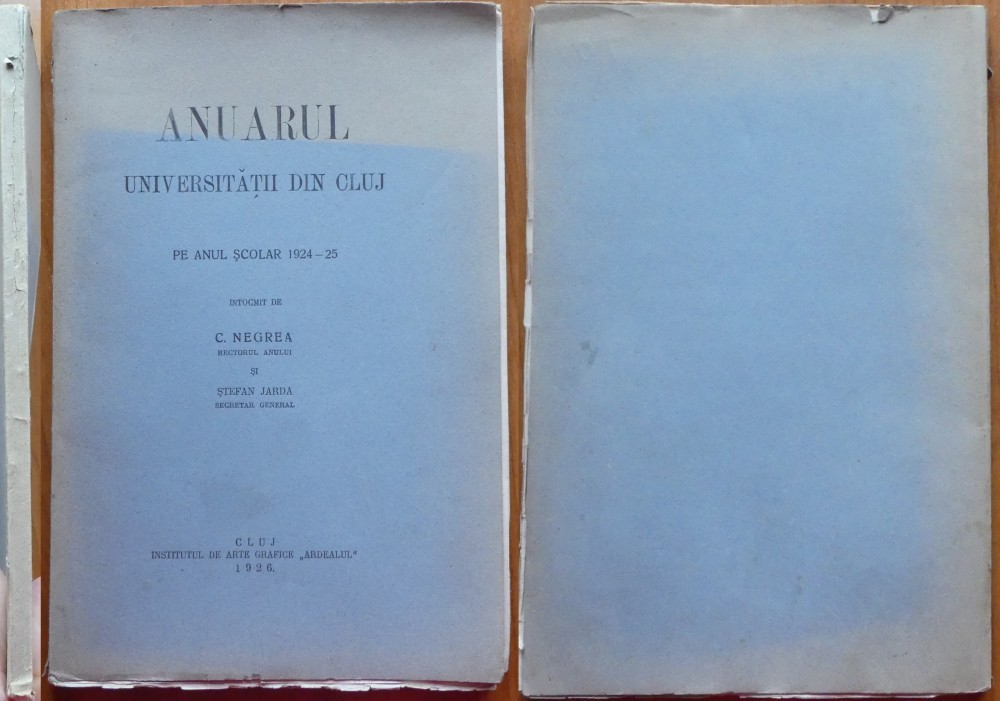 ANUARUL
UNIVERSITĂȚII DIN CLUJ
PE ANUL ȘCOLAR 1924–25
INTOCMIT DE
C. NEGREA
RECTORUL ANULUI
ȘI
ȘTEFAN JARDA
SECRETAR GENERAL
CLUJ
INSTITUTUL DE ARTE GRAFICE „ARDEALUL"
1926.